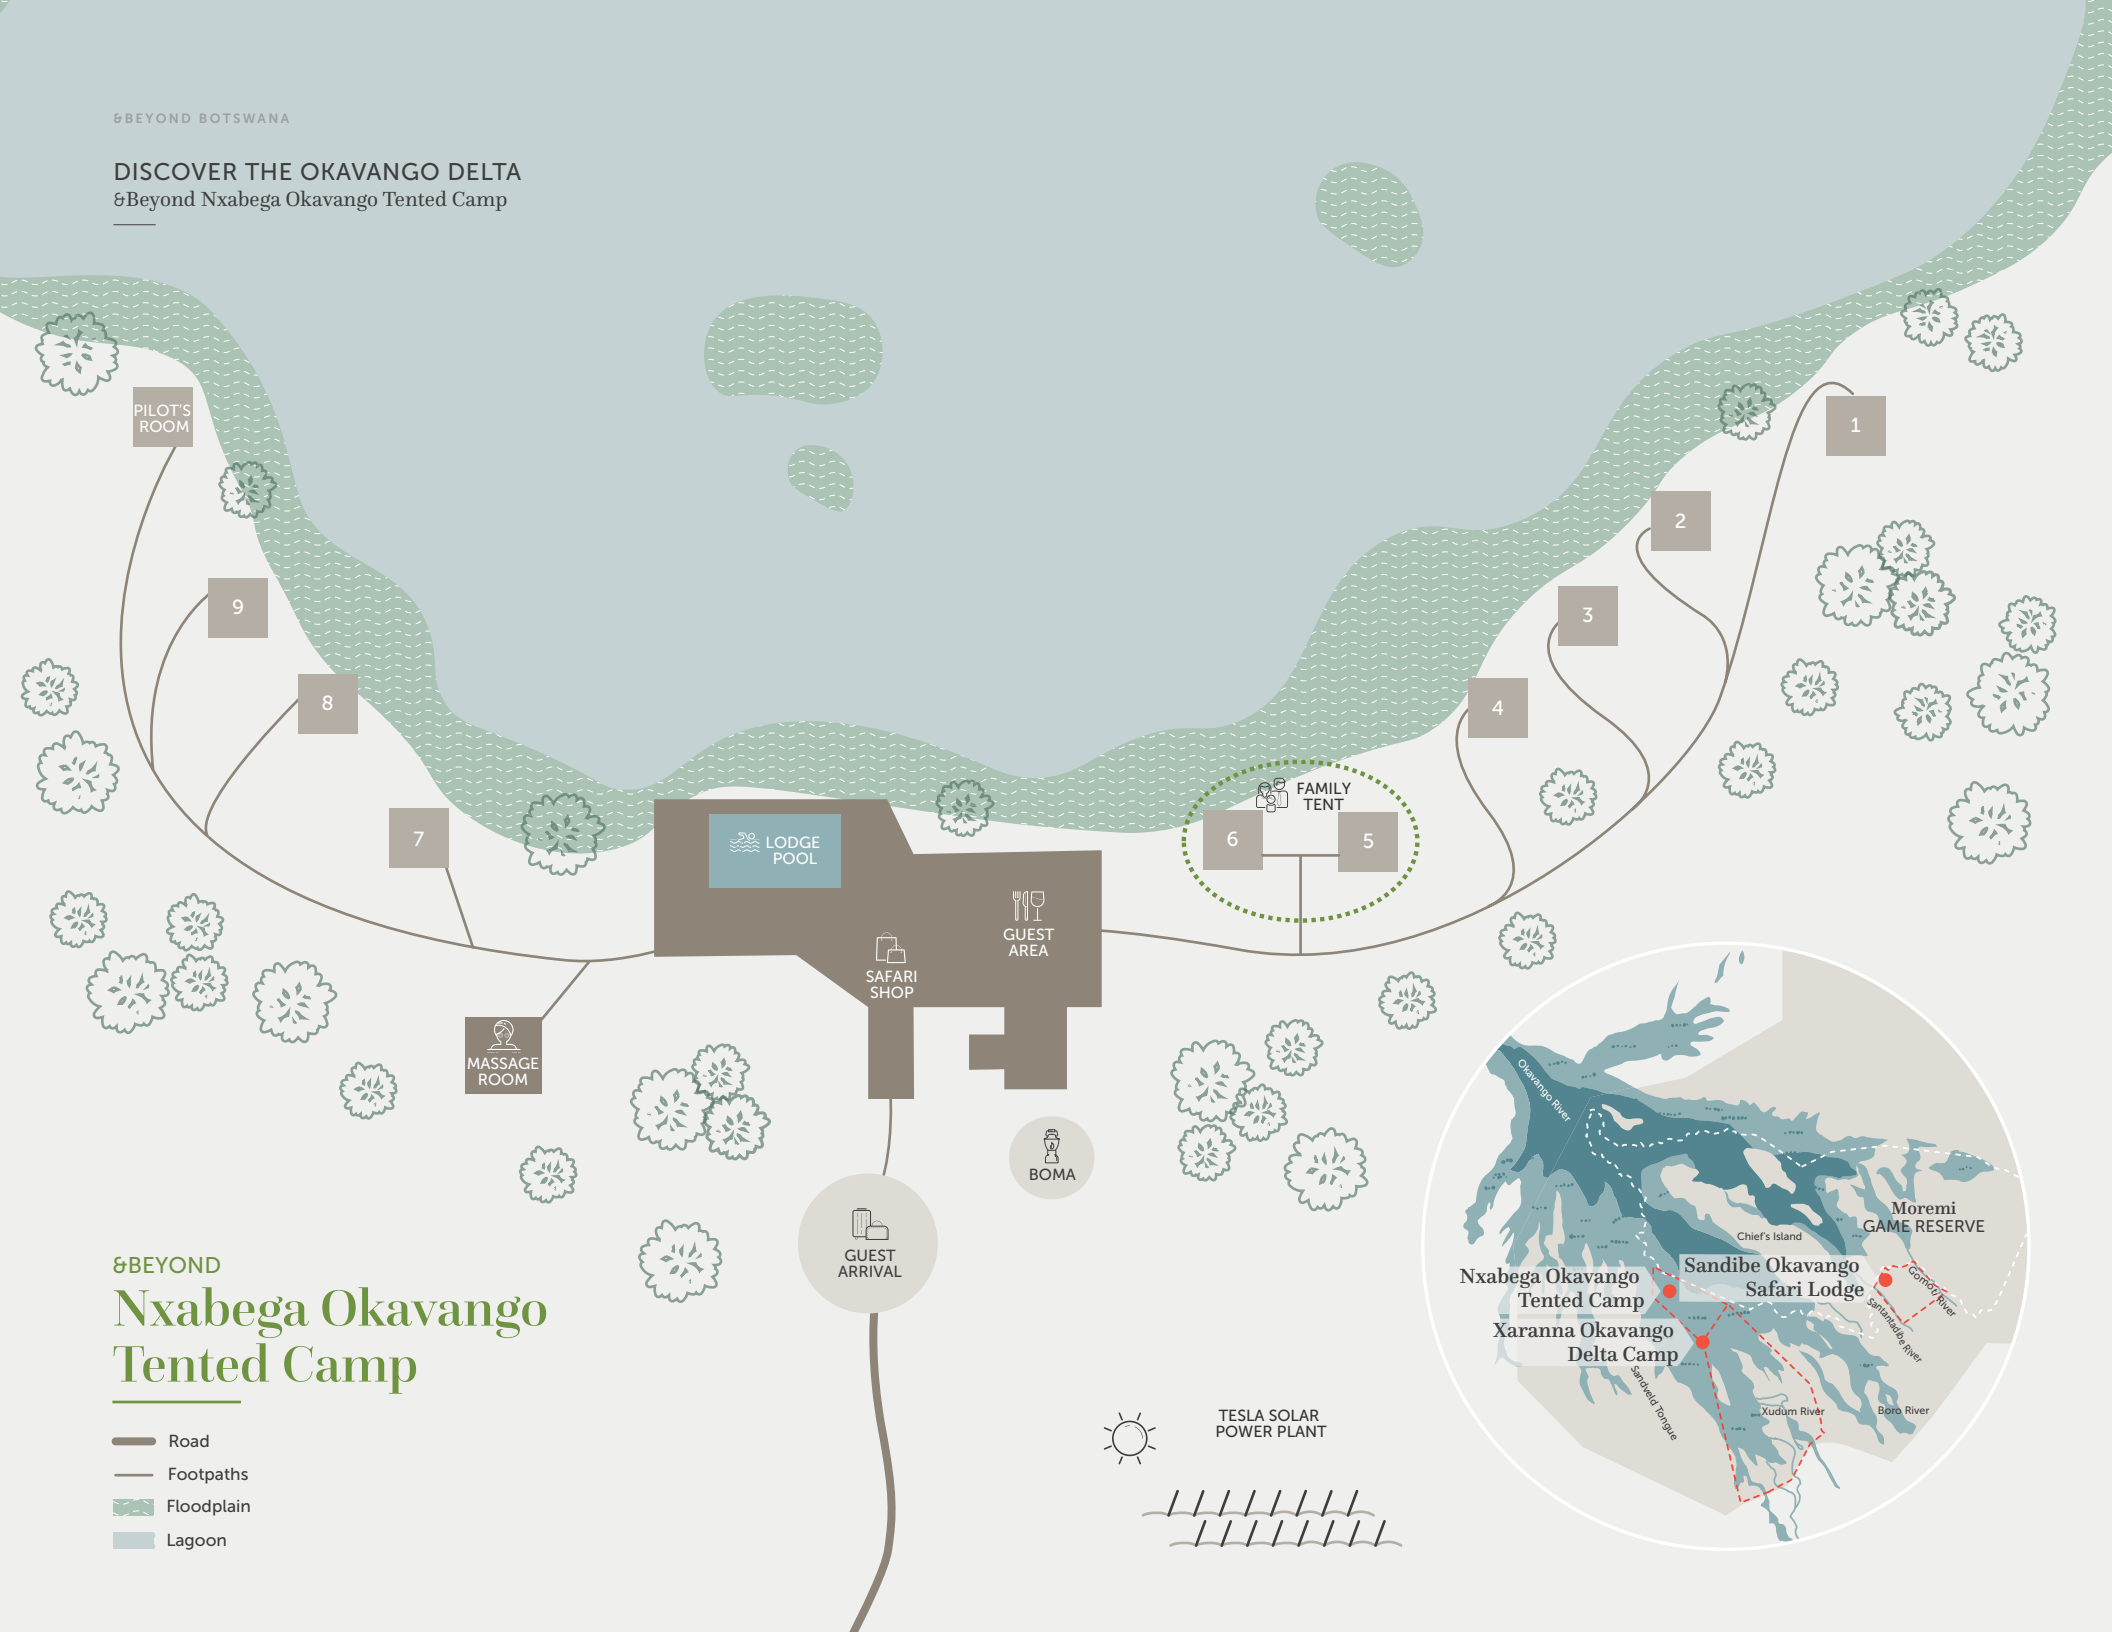 &BEYOND BOTSWANA
DISCOVER THE OKAVANGO DELTA
&Beyond Nxabega Okavango Tented Camp
PILOT'S
ROOM
1
2
9
3
8
4
FAMILY
TENT
7
6
5
LODGE
POOL
GUEST
AREA
SAFARI
SHOP
MASSAGE
ROOM
BOMA
GUEST
ARRIVAL
&BEYOND
Nxabega Okavango
Tented Camp
Road
Footpaths
Floodplain
Lagoon
TESLA SOLAR
POWER PLANT
Okavango River
Moremi
GAME RESERVE
Chief's Island
Sandibe Okavango
Safari Lodge
Nxabega Okavango
Tented Camp
Gomoti River
Santantadibe River
Xaranna Okavango
Delta Camp
Sandveld Tongue
Xudum River
Boro River